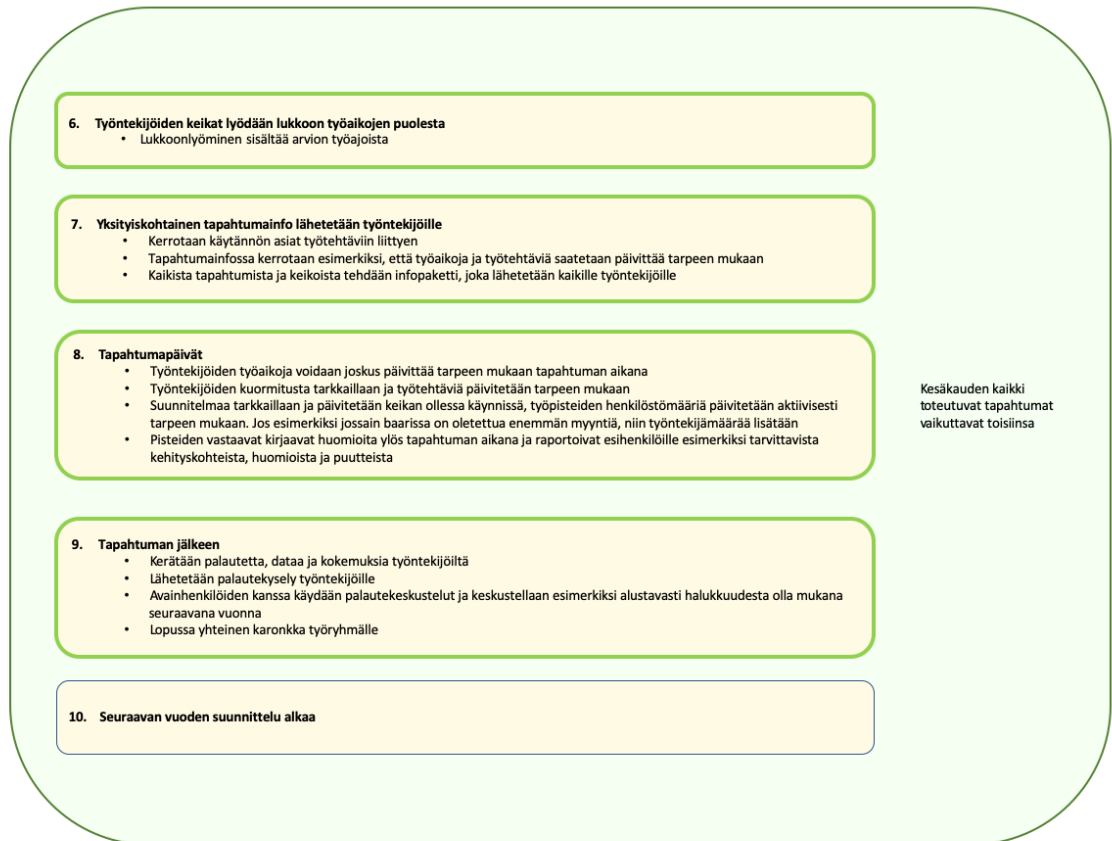 6. Työntekijöiden keikat lyödään lukkoon työaikojen puolesta
• Lukkoonlyöminen sisältää arvion työajoista
7. Yksityiskohtainen tapahtumainfo lähetetään työntekijöille
• Kerrotaan käytännön asiat työtehtäviin liittyen
• Tapahtumainfossa kerrotaan esimerkiksi, että työaikoja ja työtehtäviä saatetaan päivittää tarpeen mukaan
• Kaikista tapahtumista ja keikoista tehdään infopaketti, joka lähetetään kaikille työntekijöille
8. Tapahtumapäivät
• Työntekijöiden työaikoja voidaan joskus päivittää tarpeen mukaan tapahtuman aikana
• Työntekijöiden kuormitusta tarkkaillaan ja työtehtäviä päivitetään tarpeen mukaan
• Suunnitelmaa tarkkaillaan ja päivitetään keikan ollessa käynnissä, työpisteiden henkilöstömääriä päivitetään aktiivisesti
tarpeen mukaan. Jos esimerkiksi jossain baarissa on oletettua enemmän myyntiä, niin työntekijämäärää lisätään
• Pisteiden vastaavat kirjaavat huomioita ylös tapahtuman aikana ja raportoivat esihenkilöille esimerkiksi tarvittavista
kehityskohteista, huomioista ja puutteista
9. Tapahtuman jälkeen
• Kerätään palautetta, dataa ja kokemuksia työntekijöiltä
• Lähetetään palautekysely työntekijöille
• Avainhenkilöiden kanssa käydään palautekeskustelut ja keskustellaan esimerkiksi alustavasti halukkuudesta olla mukana
seuraavana vuonna
• Lopussa yhteinen karonkka työryhmälle
10. Seuraavan vuoden suunnittelu alkaa
Kesäkauden kaikki
toteutuvat tapahtumat
vaikuttavat toisiinsa